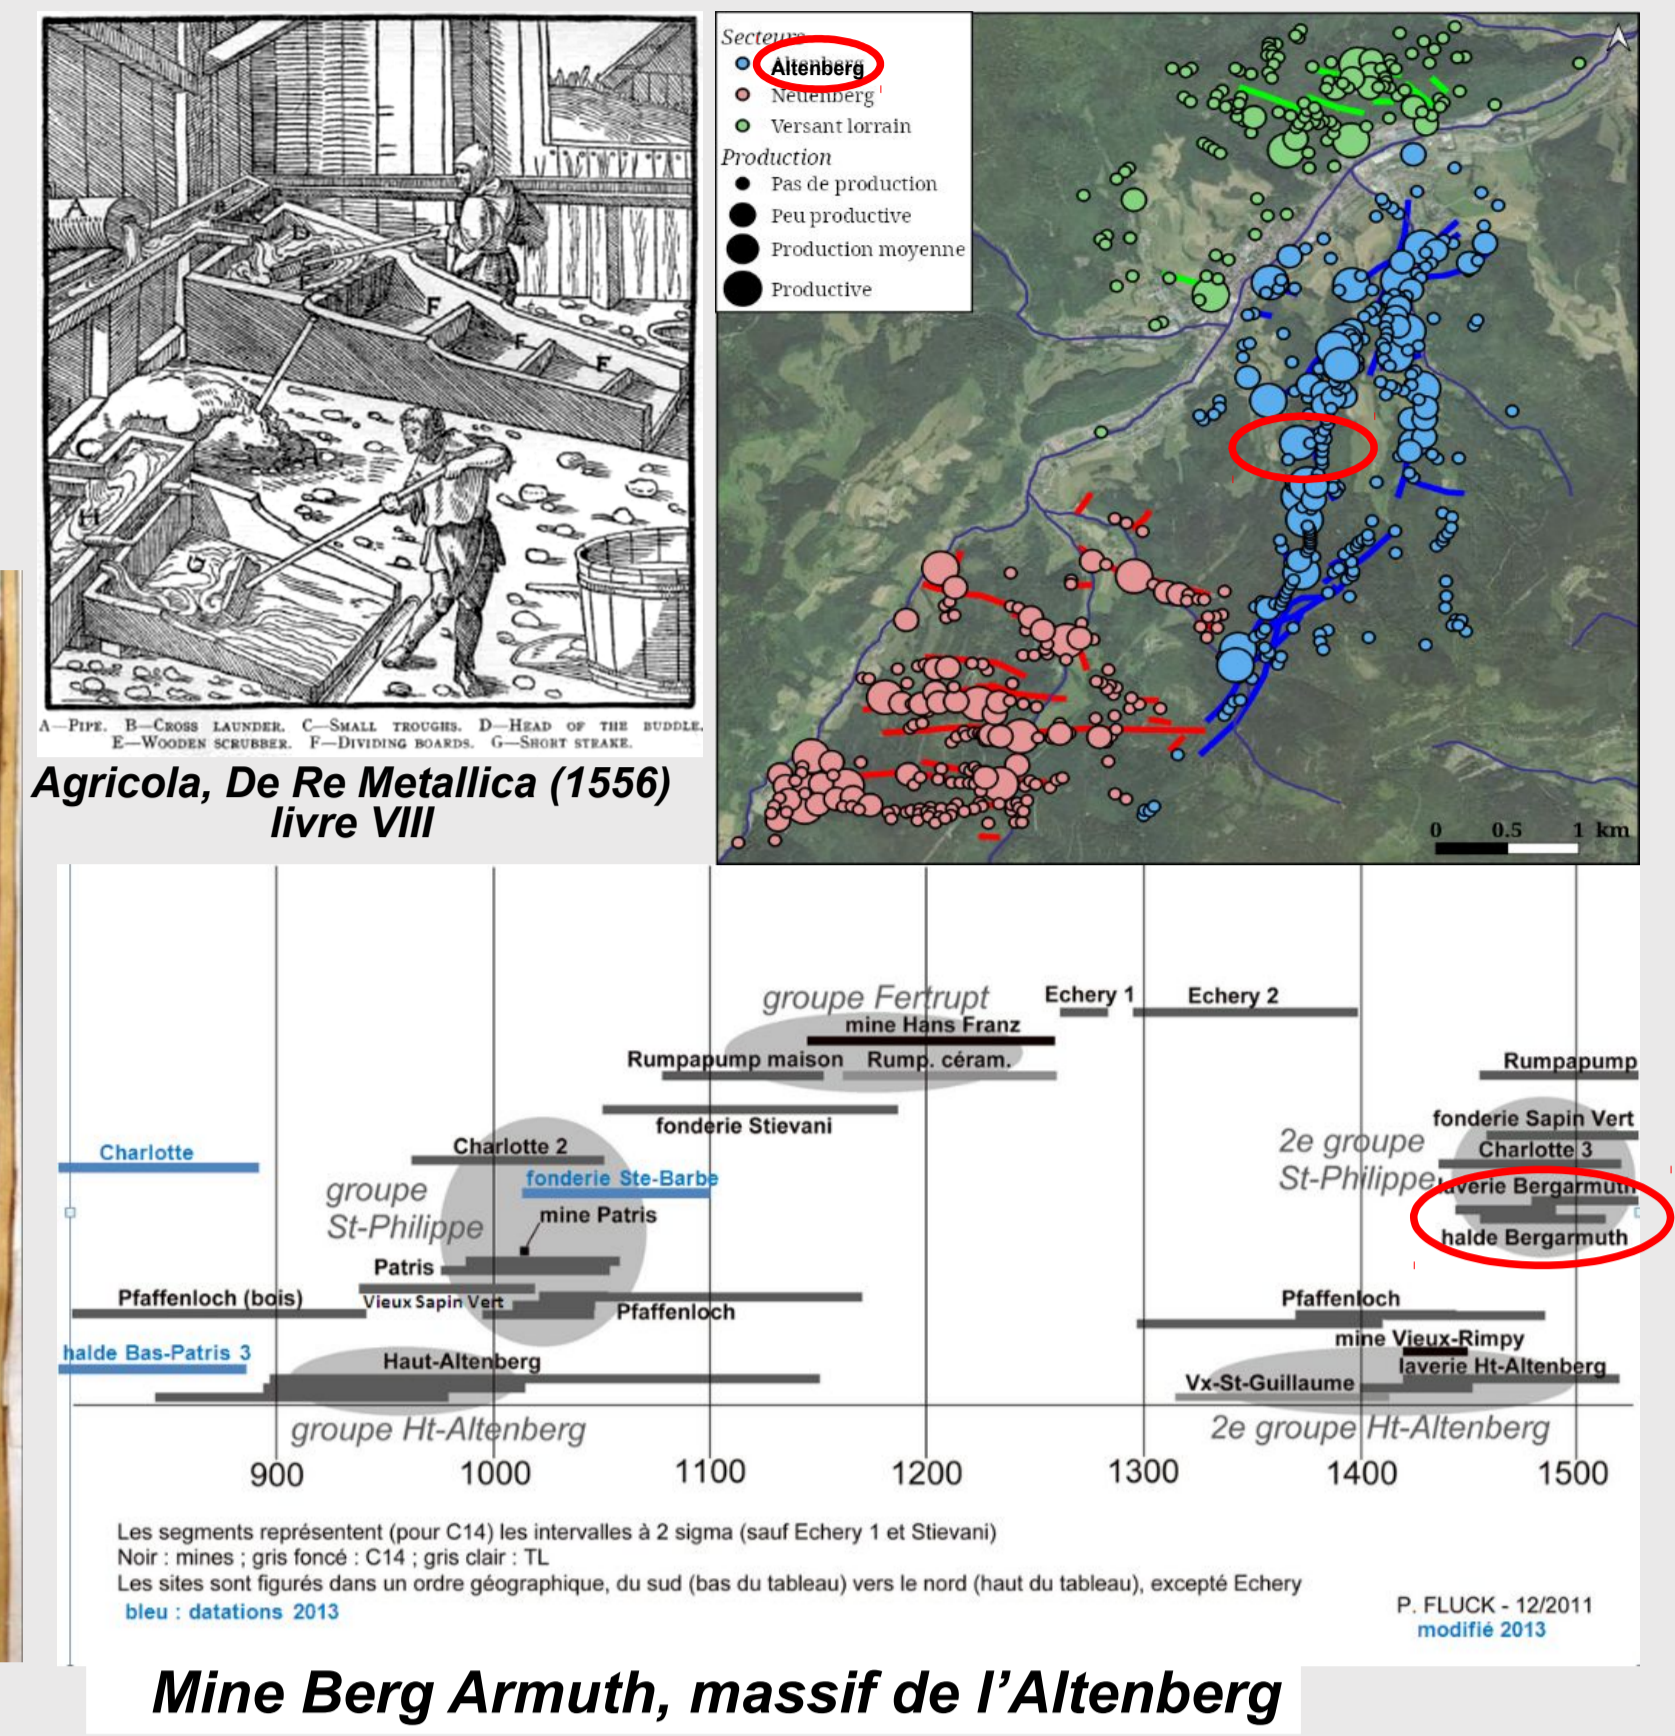 A
B
D
F
F
F
C
H
G
A—PIPE. B—CROSS LAUNDER. C—SMALL TROUGHS. D—HEAD OF THE BUDDLE.
E—WOODEN SCRUBBER. F—DIVIDING BOARDS. G—SHORT STRAKE.
Agricola, De Re Metallica (1556)
livre VIII
Secteurs
Altenberg
Neuenberg
Versant lorrain
Production
Pas de production
Peu productive
Production moyenne
Productive
0 0.5 1 km
groupe Fertrupt
Echery 1
Echery 2
mine Hans Franz
Rumpapump maison
Rump. céram.
Rumpapump
fonderie Stievani
fonderie Sapin Vert
Charlotte
Charlotte 2
2e groupe
St-Philippe
Charlotte 3
groupe
St-Philippe
fonderie Ste-Barbe
laverie Bergarmuth
mine Patris
halde Bergarmuth
Patris
Pfaffenloch (bois)
Vieux Sapin Vert
Pfaffenloch
Pfaffenloch
mine Vieux-Rimpy
halde Bas-Patris 3
Haut-Altenberg
laverie Ht-Altenberg
Vx-St-Guillaume
groupe Ht-Altenberg
2e groupe Ht-Altenberg
900 1000 1100 1200 1300 1400 1500
Les segments représentent (pour C14) les intervalles à 2 sigma (sauf Echery 1 et Stievani)
Noir : mines ; gris foncé : C14 ; gris clair : TL
Les sites sont figurés dans un ordre géographique, du sud (bas du tableau) vers le nord (haut du tableau), excepté Echery
bleu : datations 2013
P. FLUCK - 12/2011
modifié 2013
Mine Berg Armuth, massif de l'Altenberg